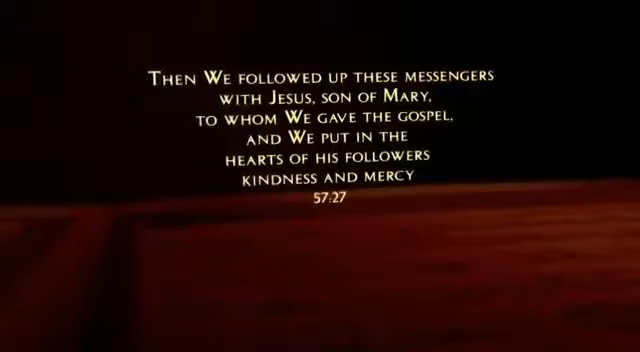 Then We followed up these messengers
with Jesus, son of Mary,
to whom We gave the gospel,
and We put in the
hearts of his followers
kindness and mercy
57:27